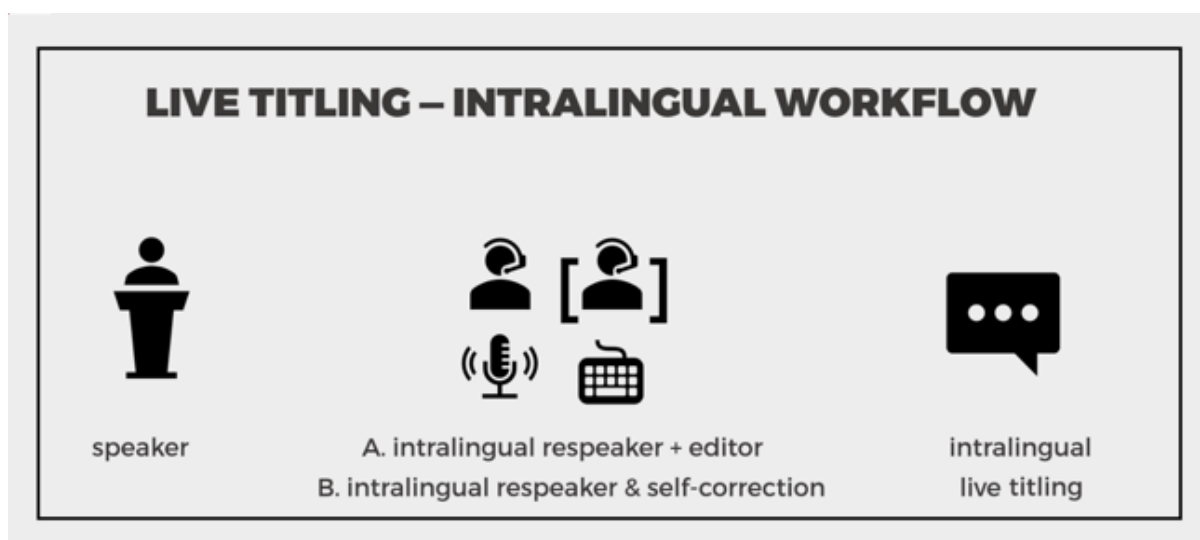 LIVE TITLING – INTRALINGUAL WORKFLOW
speaker
A. intralingual respeaker + editor
B. intralingual respeaker & self-correction
intralingual
live titling